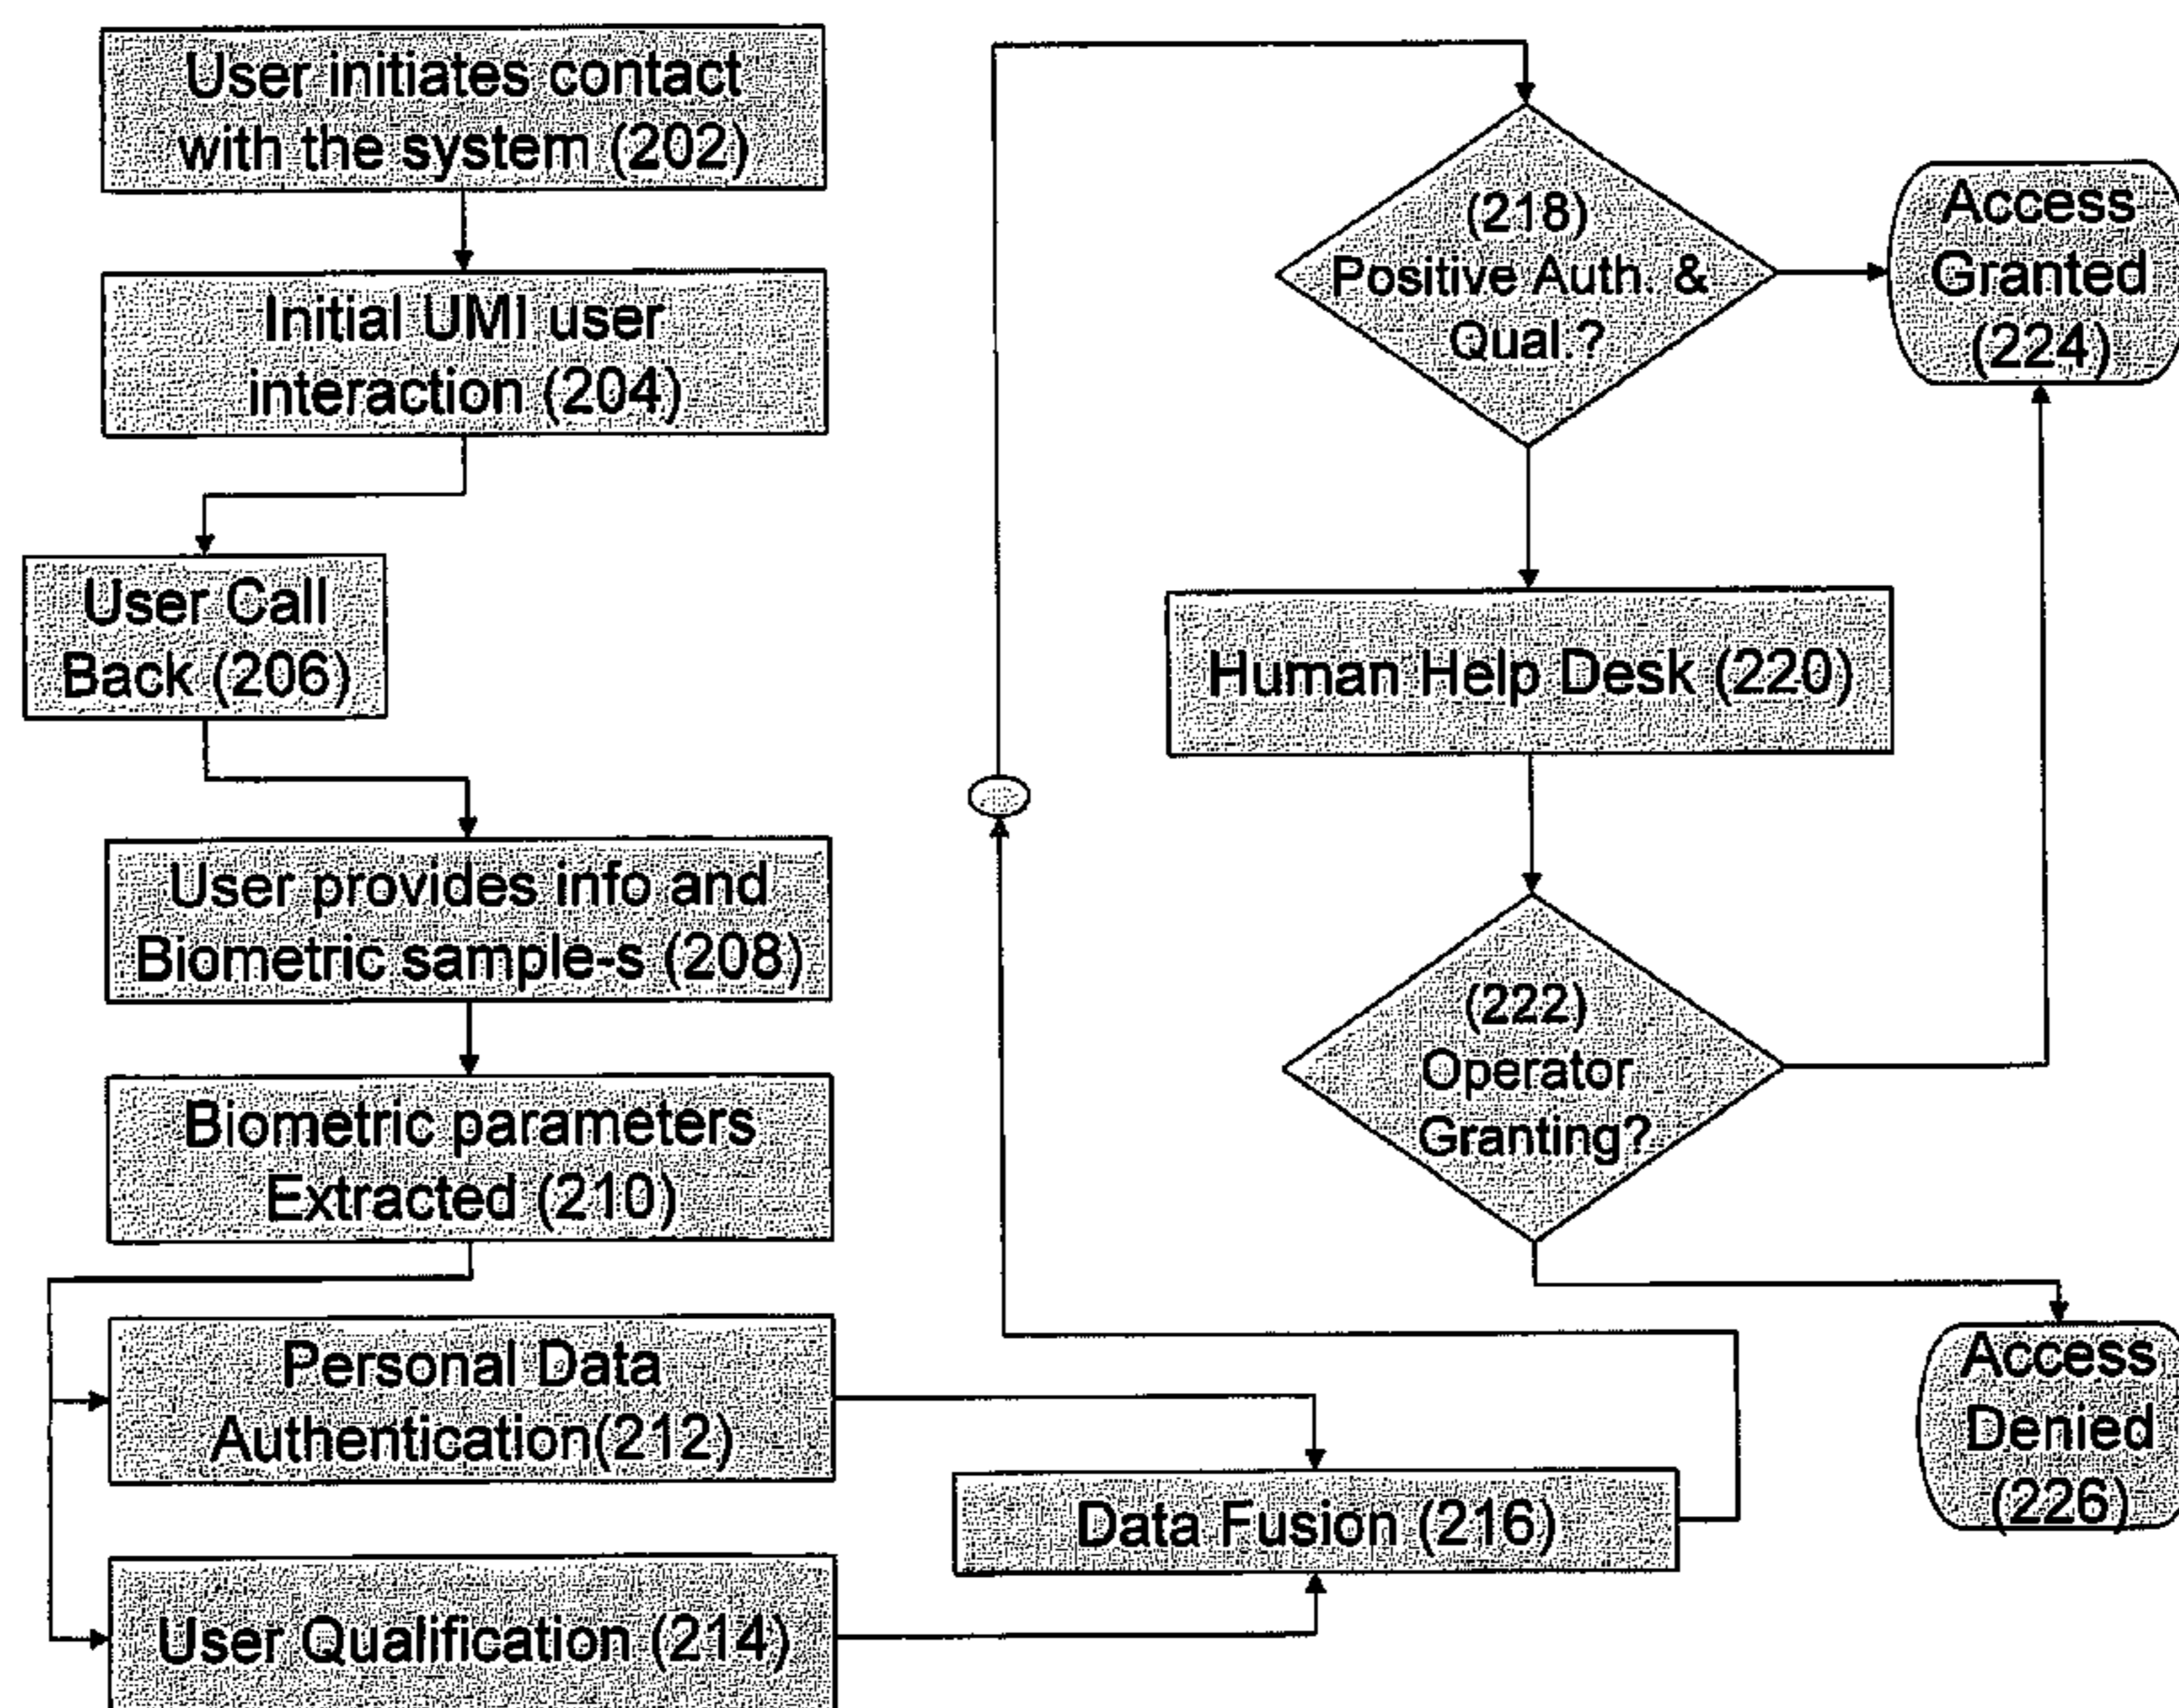 User initiates contact
with the system (202)
Initial UMI user
interaction (204)
User Call
Back (206)
User provides info and
Biometric sample-s (208)
Biometric parameters
Extracted (210)
Personal Data
Authentication(212)
User Qualification (214)
Data Fusion (216)
(218)
Positive Auth. &
Qual.?
Human Help Desk (220)
(222)
Operator
Granting?
Access
Granted
(224)
Access
Denied
(226)